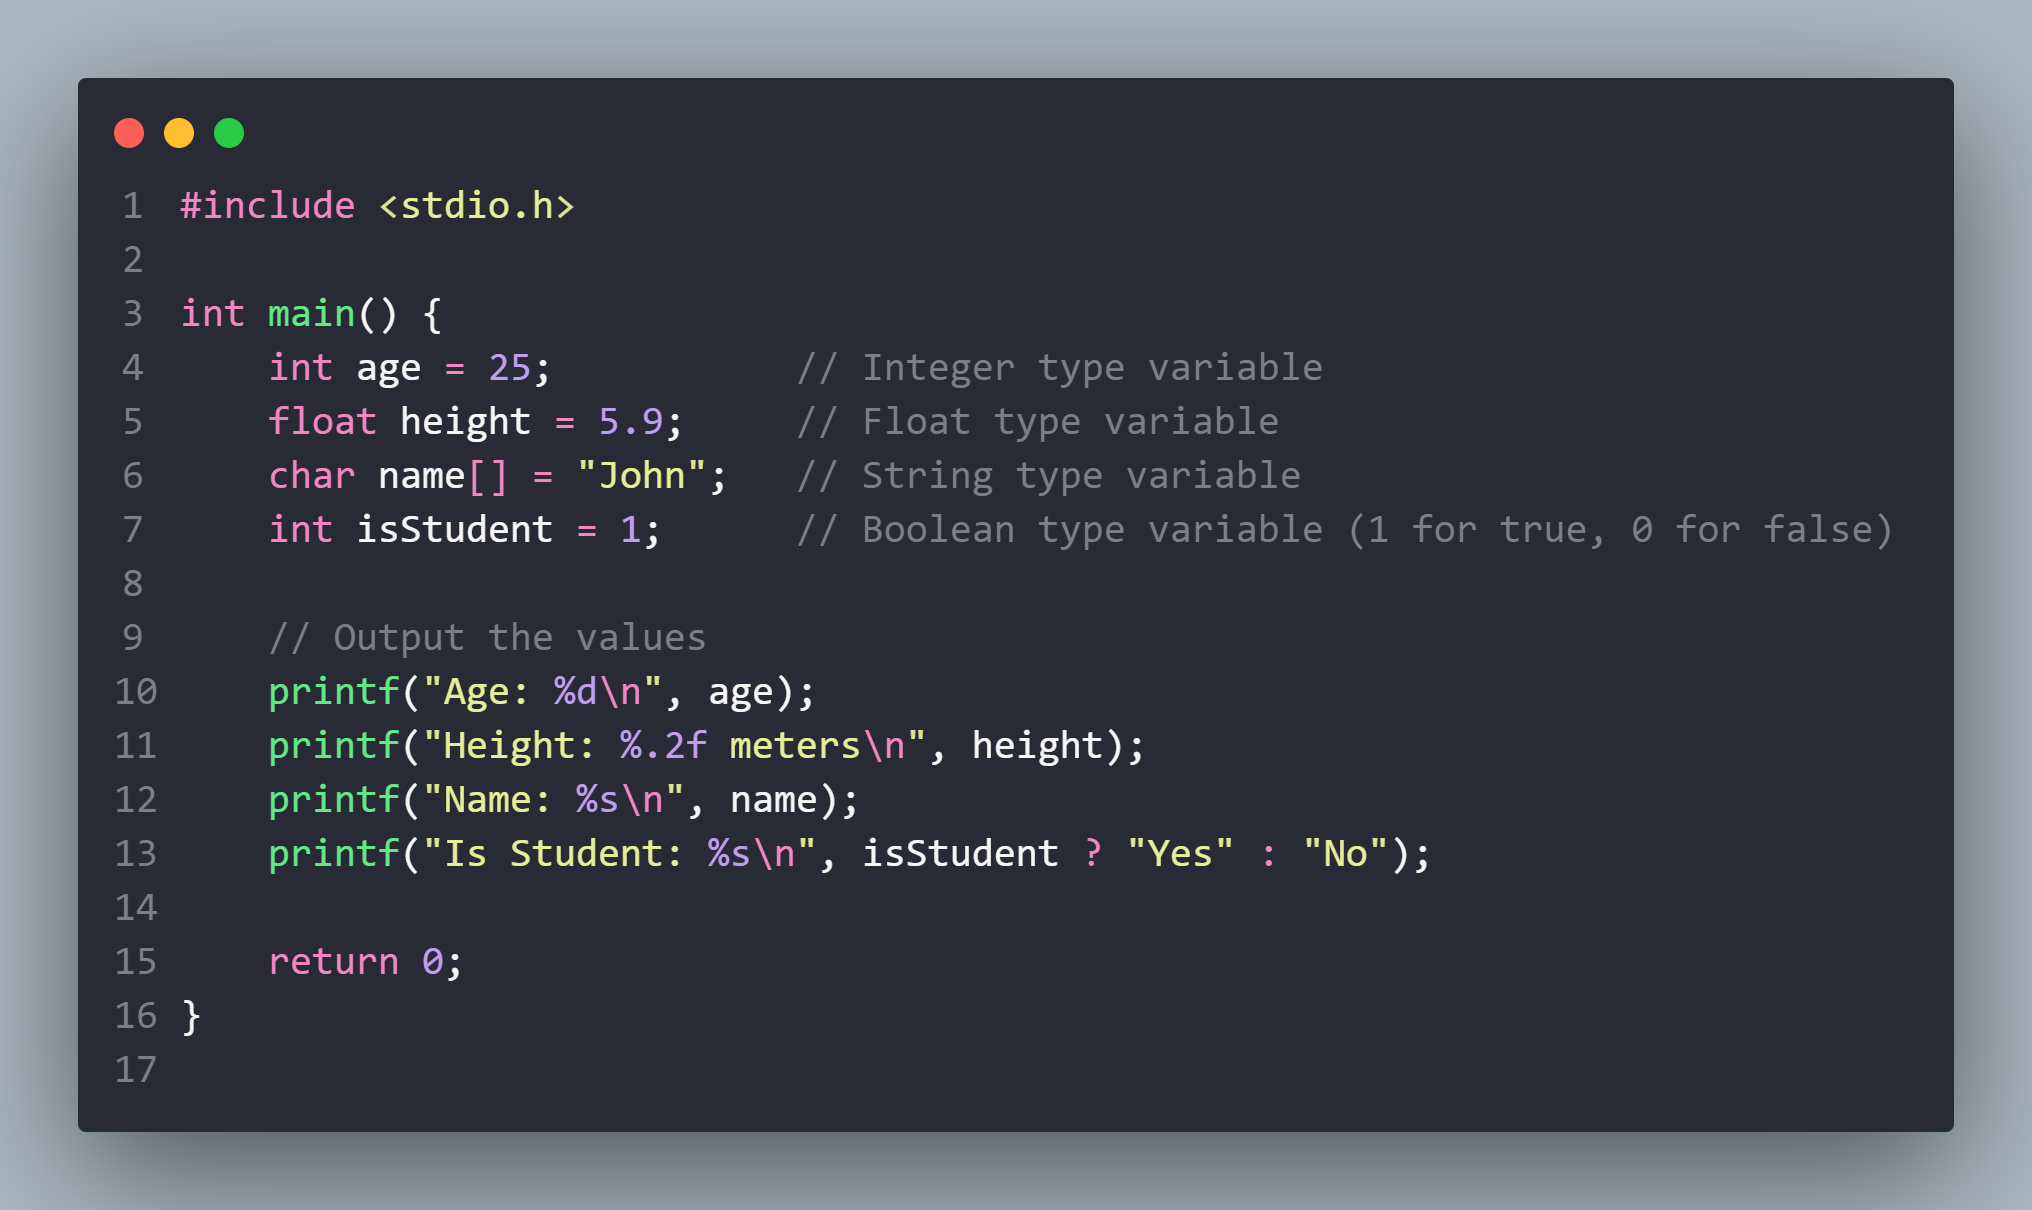 1 #include <stdio.h>
2
3 int main() {
4     int age = 25;           // Integer type variable
5     float height = 5.9;     // Float type variable
6     char name[] = "John";   // String type variable
7     int isStudent = 1;      // Boolean type variable (1 for true, 0 for false)
8
9     // Output the values
10     printf("Age: %d\n", age);
11     printf("Height: %.2f meters\n", height);
12     printf("Name: %s\n", name);
13     printf("Is Student: %s\n", isStudent ? "Yes" : "No");
14
15     return 0;
16 }
17